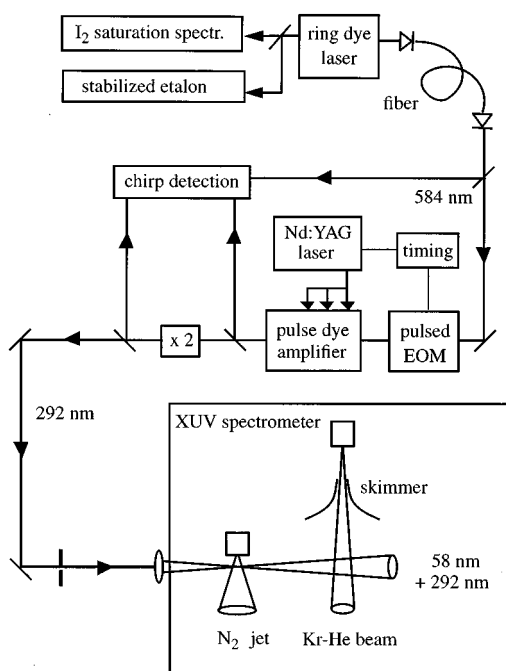 I2 saturation spectr.
ring dye
laser
stabilized etalon
fiber
chirp detection
584 nm
Nd:YAG
laser
timing
x 2
pulse dye
amplifier
pulsed
EOM
292 nm
XUV spectrometer
skimmer
58 nm
+ 292 nm
N2 jet
Kr-He beam